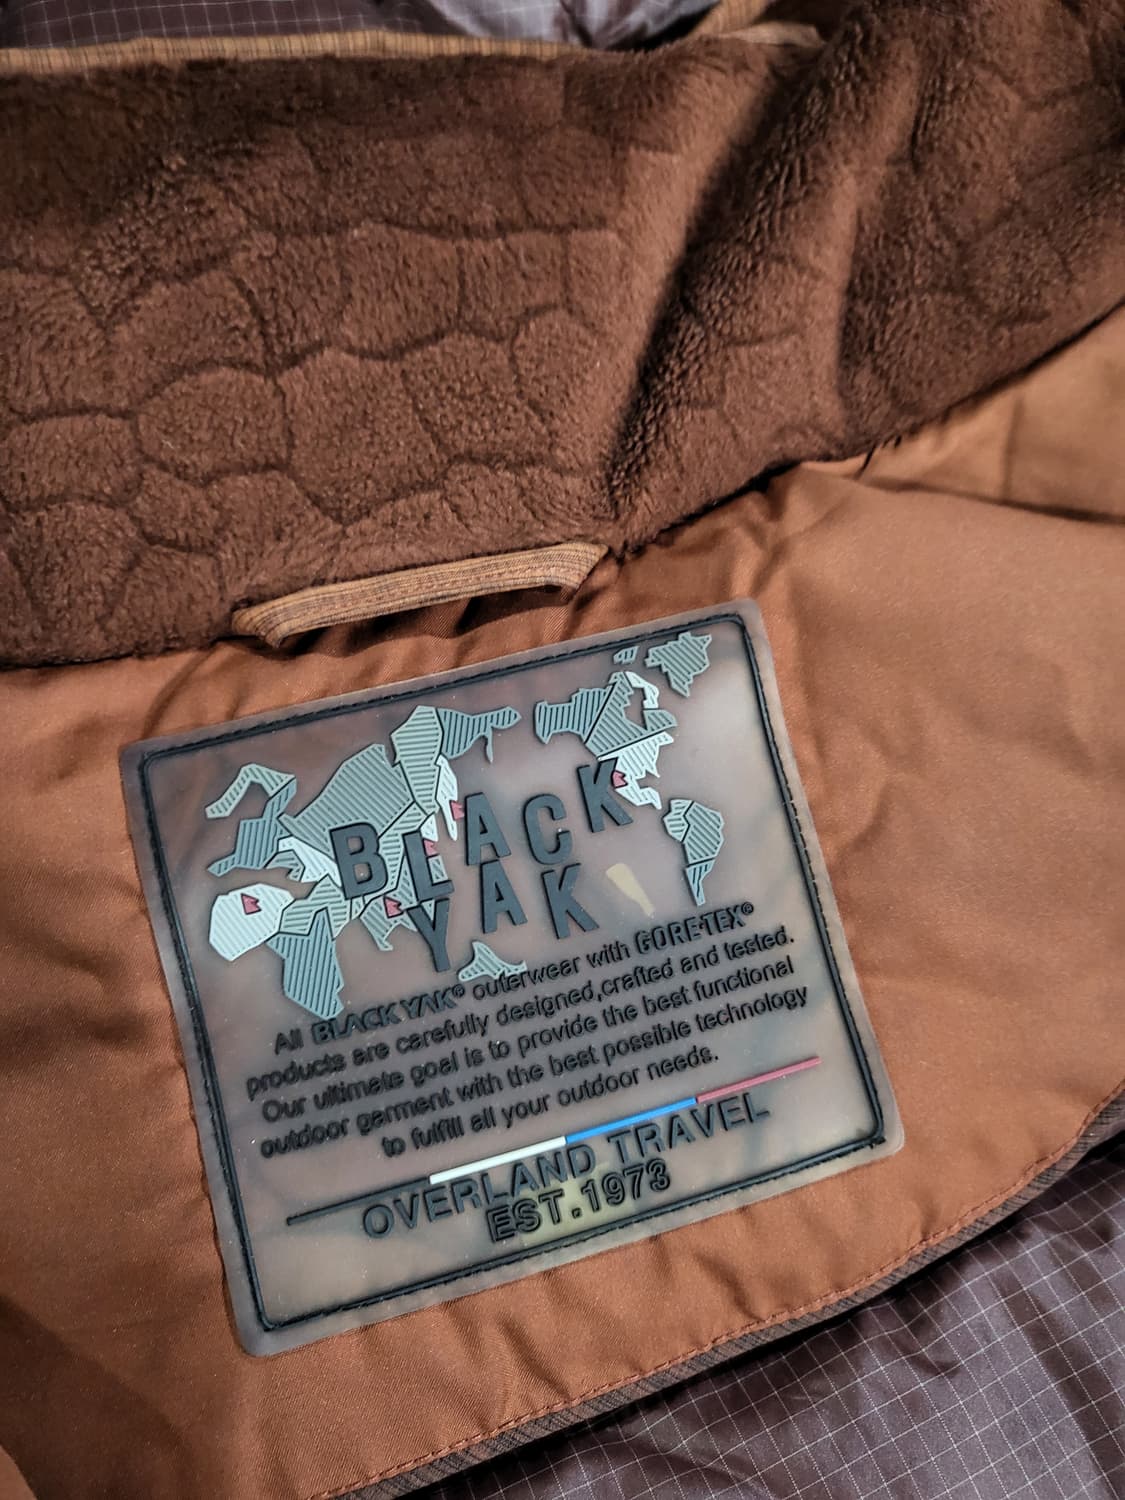 BLACK
YAK
All BLACK YAK® outerwear with GORE-TEX®
products are carefully designed,crafted and tested.
Our ultimate goal is to provide the best functional
outdoor garment with the best possible technology
to fulfill all your outdoor needs.
OVERLAND TRAVEL
EST.1973